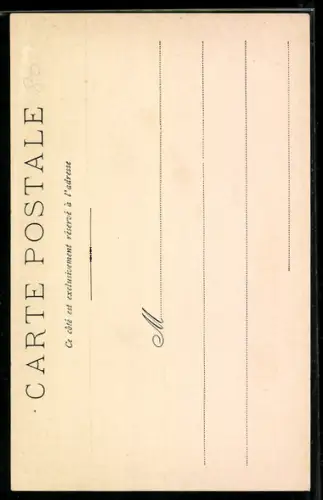 CARTE POSTALE
Ce côté est exclusivement réservé à l'adresse
M